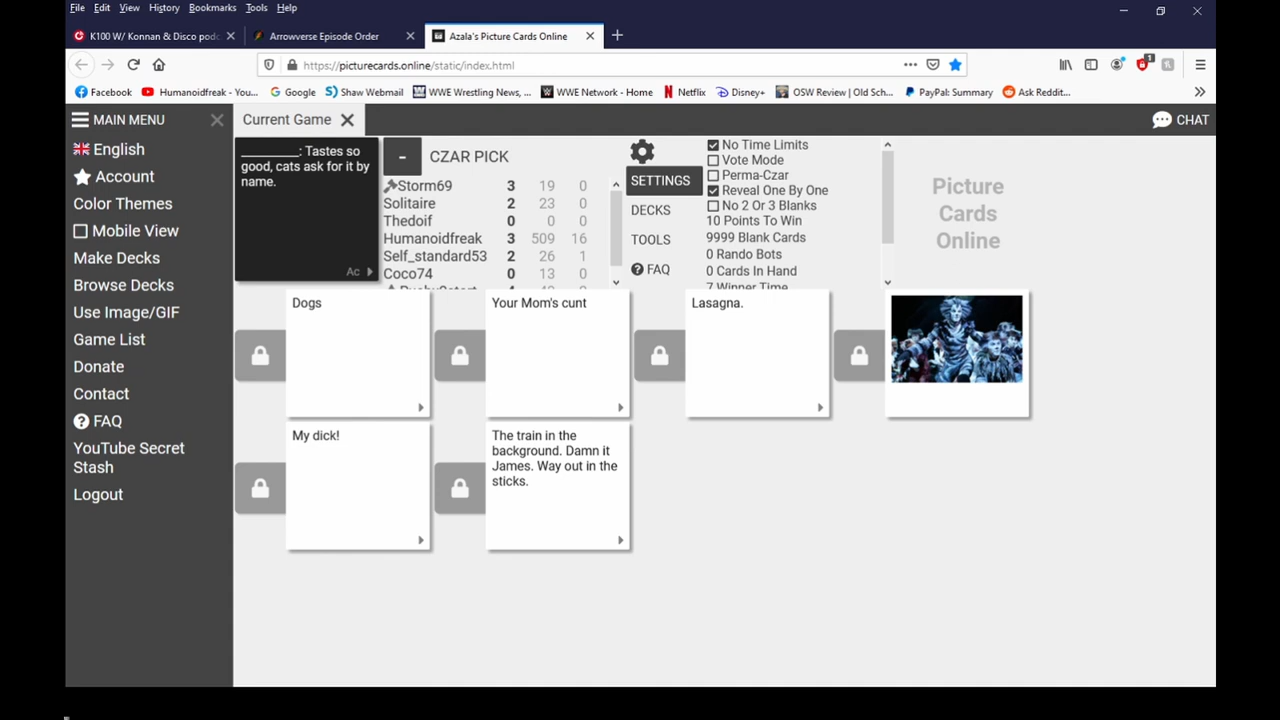 File Edit View History Bookmarks Tools Help
K100 W/ Konnan & Disco podc
Arrowverse Episode Order
Azala's Picture Cards Online
https://picturecards.online/static/index.html
Facebook Humanoidfreak - You... Google Shaw Webmail WWE Wrestling News, ... WWE Network - Home Netflix Disney+ OSW Review | Old Sch... PayPal: Summary Ask Reddit...
MAIN MENU
Current Game
CHAT
English
Account
Color Themes
Mobile View
Make Decks
Browse Decks
Use Image/GIF
Game List
Donate
Contact
FAQ
YouTube Secret
Stash
Logout
________: Tastes so
good, cats ask for it by
name.
Ac
- CZAR PICK
Storm69 3 19 0
Solitaire 2 23 0
Thedoif 0 0 0
Humanoidfreak 3 509 16
Self_standard53 2 26 1
Coco74 0 13 0
SETTINGS
DECKS
TOOLS
FAQ
No Time Limits
Vote Mode
Perma-Czar
Reveal One By One
No 2 Or 3 Blanks
10 Points To Win
9999 Blank Cards
0 Rando Bots
0 Cards In Hand
7 Winner Time
Picture
Cards
Online
Dogs
Your Mom's cunt
Lasagna.
My dick!
The train in the
background. Damn it
James. Way out in the
sticks.